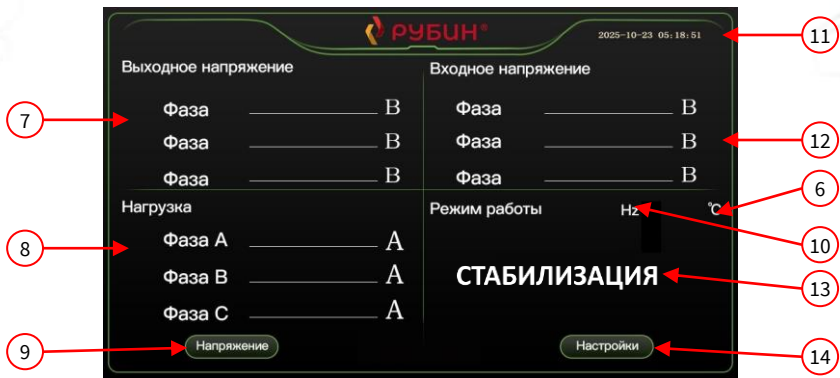 РУБИН®
2025-10-23 05:18:51
11
Выходное напряжение
Входное напряжение
7
Фаза В
Фаза В
Фаза В
Фаза В
Фаза В
Фаза В
12
6
Нагрузка
Режим работы Hz °C
10
8
Фаза A A
Фаза B A
Фаза C A
СТАБИЛИЗАЦИЯ
13
9
Напряжение
Настройки
14